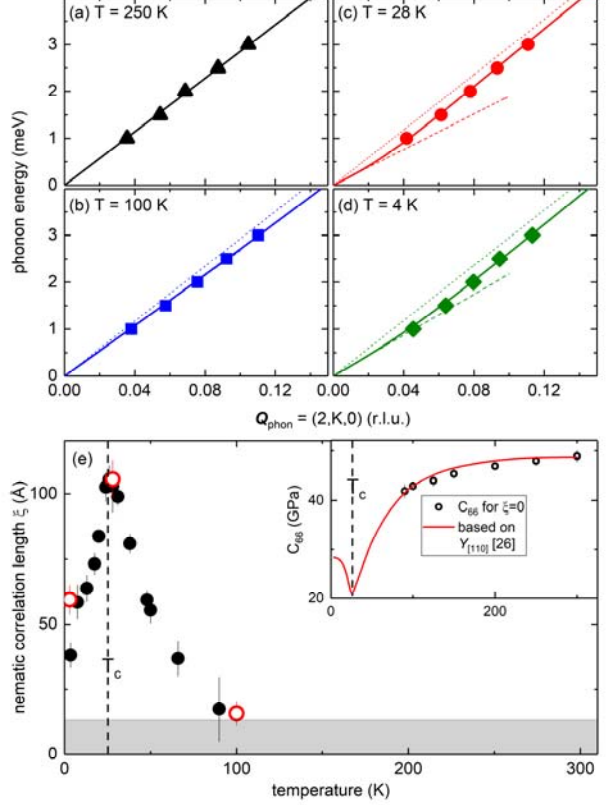 (a) T = 250 K
(c) T = 28 K
3
2
1
0
phonon energy (meV)
(b) T = 100 K
(d) T = 4 K
3
2
1
0
0.00 0.04 0.08 0.12 0.00 0.04 0.08 0.12
Q_phon = (2,K,0) (r.l.u.)
(e)
100
50
0
nematic correlation length ξ (Å)
T_c
0 100 200 300
temperature (K)
40
20
C_66 (GPa)
T_c
C_66 for ξ=0
based on
Y_[110] [26]
0 200